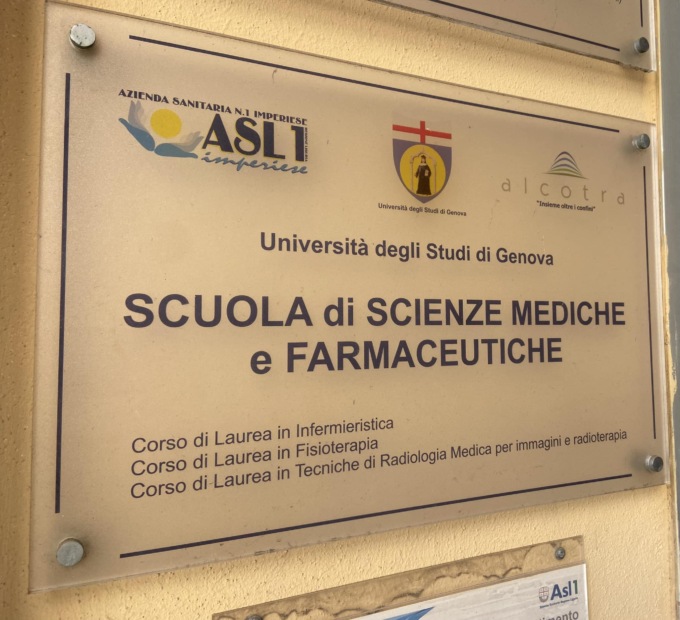 AZIENDA SANITARIA N.1 IMPERIESE
ASL 1
imperiese
Università degli Studi di Genova
alcotra
"Insieme oltre i confini"
Università degli Studi di Genova
SCUOLA di SCIENZE MEDICHE
e FARMACEUTICHE
Corso di Laurea in Infermieristica
Corso di Laurea in Fisioterapia
Corso di Laurea in Tecniche di Radiologia Medica per immagini e radioterapia
Asl1